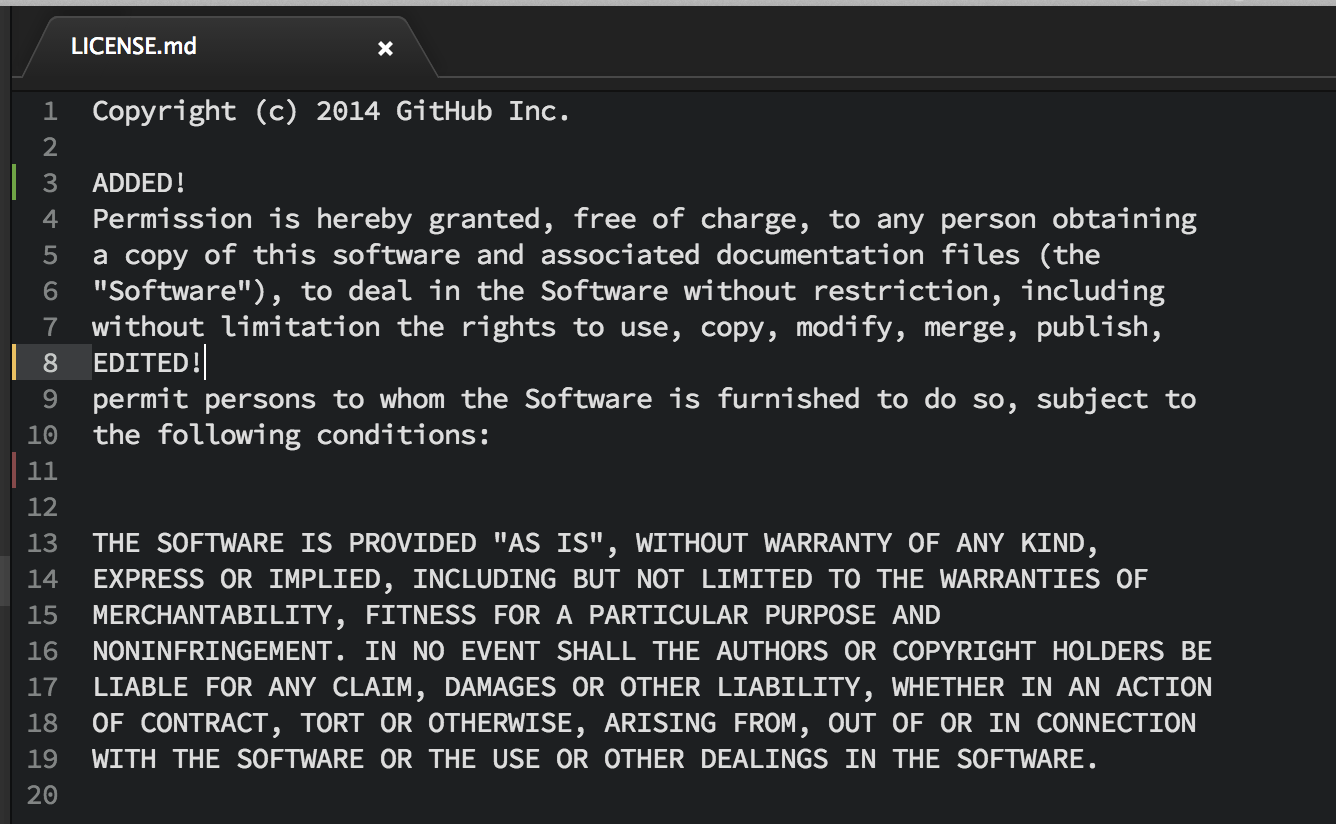 LICENSE.md ×
1 Copyright (c) 2014 GitHub Inc.
2
3 ADDED!
4 Permission is hereby granted, free of charge, to any person obtaining
5 a copy of this software and associated documentation files (the
6 "Software"), to deal in the Software without restriction, including
7 without limitation the rights to use, copy, modify, merge, publish,
8 EDITED!
9 permit persons to whom the Software is furnished to do so, subject to
10 the following conditions:
11
12
13 THE SOFTWARE IS PROVIDED "AS IS", WITHOUT WARRANTY OF ANY KIND,
14 EXPRESS OR IMPLIED, INCLUDING BUT NOT LIMITED TO THE WARRANTIES OF
15 MERCHANTABILITY, FITNESS FOR A PARTICULAR PURPOSE AND
16 NONINFRINGEMENT. IN NO EVENT SHALL THE AUTHORS OR COPYRIGHT HOLDERS BE
17 LIABLE FOR ANY CLAIM, DAMAGES OR OTHER LIABILITY, WHETHER IN AN ACTION
18 OF CONTRACT, TORT OR OTHERWISE, ARISING FROM, OUT OF OR IN CONNECTION
19 WITH THE SOFTWARE OR THE USE OR OTHER DEALINGS IN THE SOFTWARE.
20